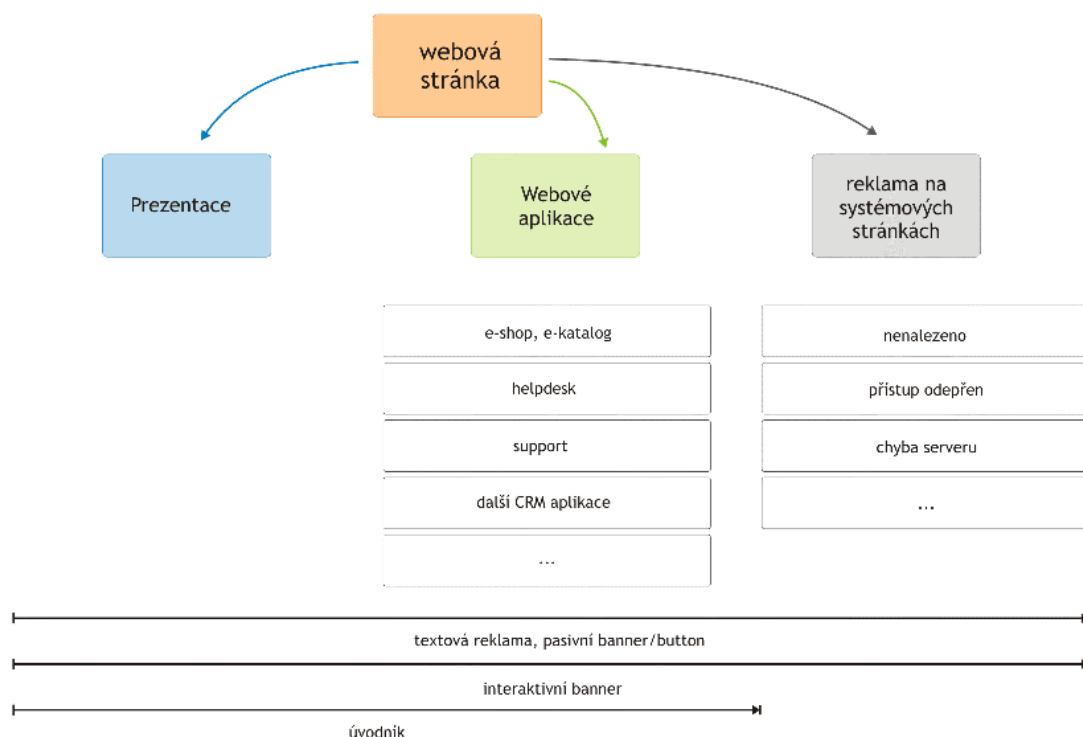 webová
stránka
Prezentace
Webové
aplikace
reklama na
systémových
stránkách
e-shop, e-katalog
helpdesk
support
další CRM aplikace
...
nenalezeno
přístup odepřen
chyba serveru
...
textová reklama, pasivní banner/button
interaktivní banner
úvodník